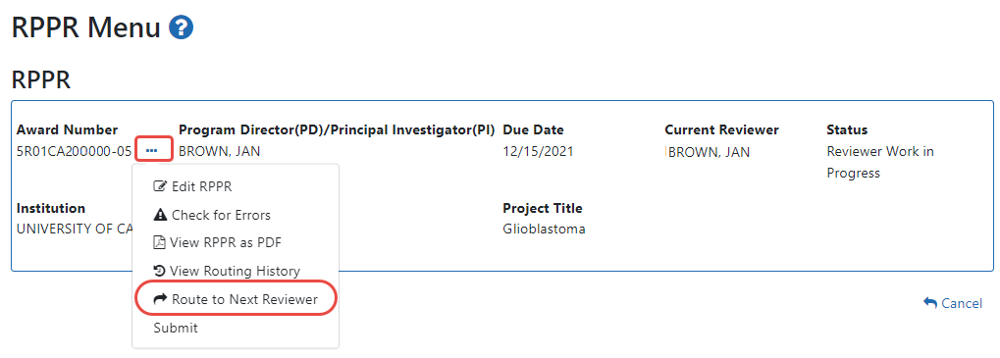 RPPR Menu ?
RPPR
Award Number Program Director(PD)/Principal Investigator(PI) Due Date Current Reviewer Status
5R01CA200000-05 ... BROWN, JAN 12/15/2021 BROWN, JAN Reviewer Work in
Progress
Edit RPPR
Institution Project Title
Check for Errors
UNIVERSITY OF CA Glioblastoma
View RPPR as PDF
View Routing History
Route to Next Reviewer
Cancel
Submit